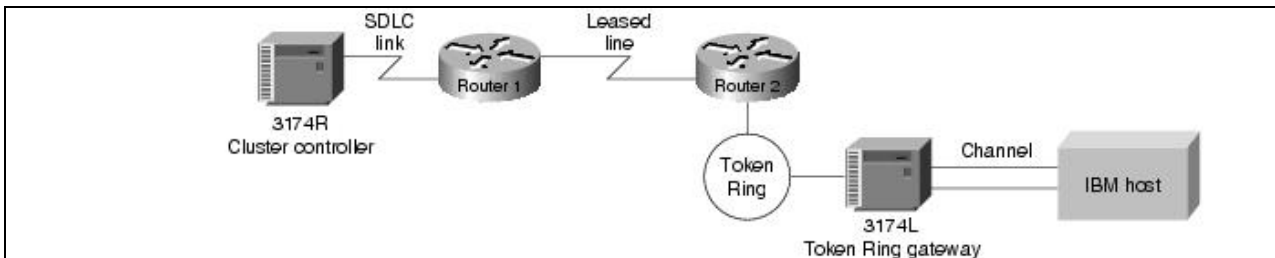 SDLC
link
Leased
line
Router 1
Router 2
3174R
Cluster controller
Token
Ring
Channel
IBM host
3174L
Token Ring gateway